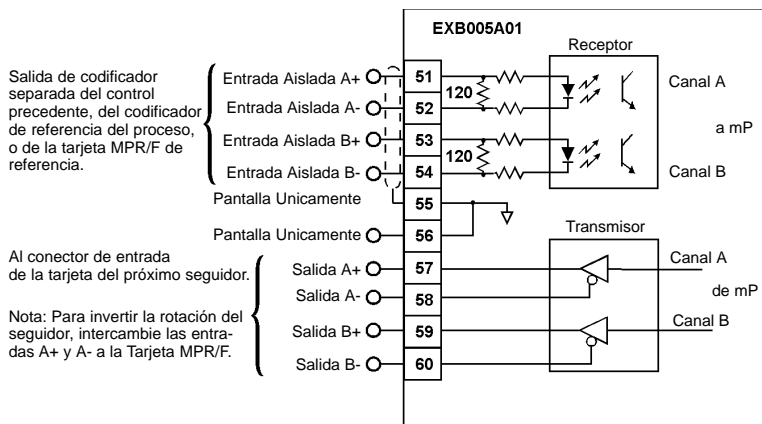 EXB005A01
Receptor
Salida de codificador
separada del control
precedente, del codificador
de referencia del proceso,
o de la tarjeta MPR/F de
referencia.
Entrada Aislada A+
51
Entrada Aislada A-
52
120
Canal A
Entrada Aislada B+
53
a mP
Entrada Aislada B-
54
120
Canal B
Pantalla Unicamente
55
Pantalla Unicamente
56
Transmisor
Al conector de entrada
de la tarjeta del próximo seguidor.
Nota: Para invertir la rotación del
seguidor, intercambie las entra-
das A+ y A- a la Tarjeta MPR/F.
Salida A+
57
Canal A
Salida A-
58
de mP
Salida B+
59
Canal B
Salida B-
60